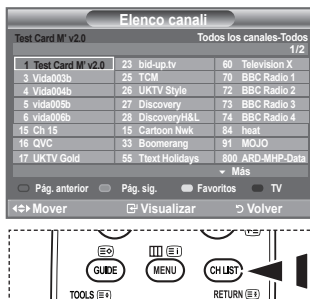 Elenco canali
Test Card M' v2.0 Todos los canales-Todos
1/2
1 Test Card M' v2.0 23 bid-up.tv 60 Television X
3 Vida003b 25 TCM 70 BBC Radio 1
4 Vida004b 26 UKTV Style 72 BBC Radio 2
5 vida005b 27 Discovery 73 BBC Radio 3
6 vida006b 28 DiscoveryH&L 74 BBC Radio 4
15 Ch 15 15 Cartoon Nwk 84 heat
16 QVC 33 Boomerang 91 MOJO
17 UKTV Gold 55 Ttext Holidays 800 ARD-MHP-Data
Más
Pág. anterior Pág. sig. Favoritos TV
Mover Visualizar Volver
GUIDE MENU CH LIST
TOOLS RETURN